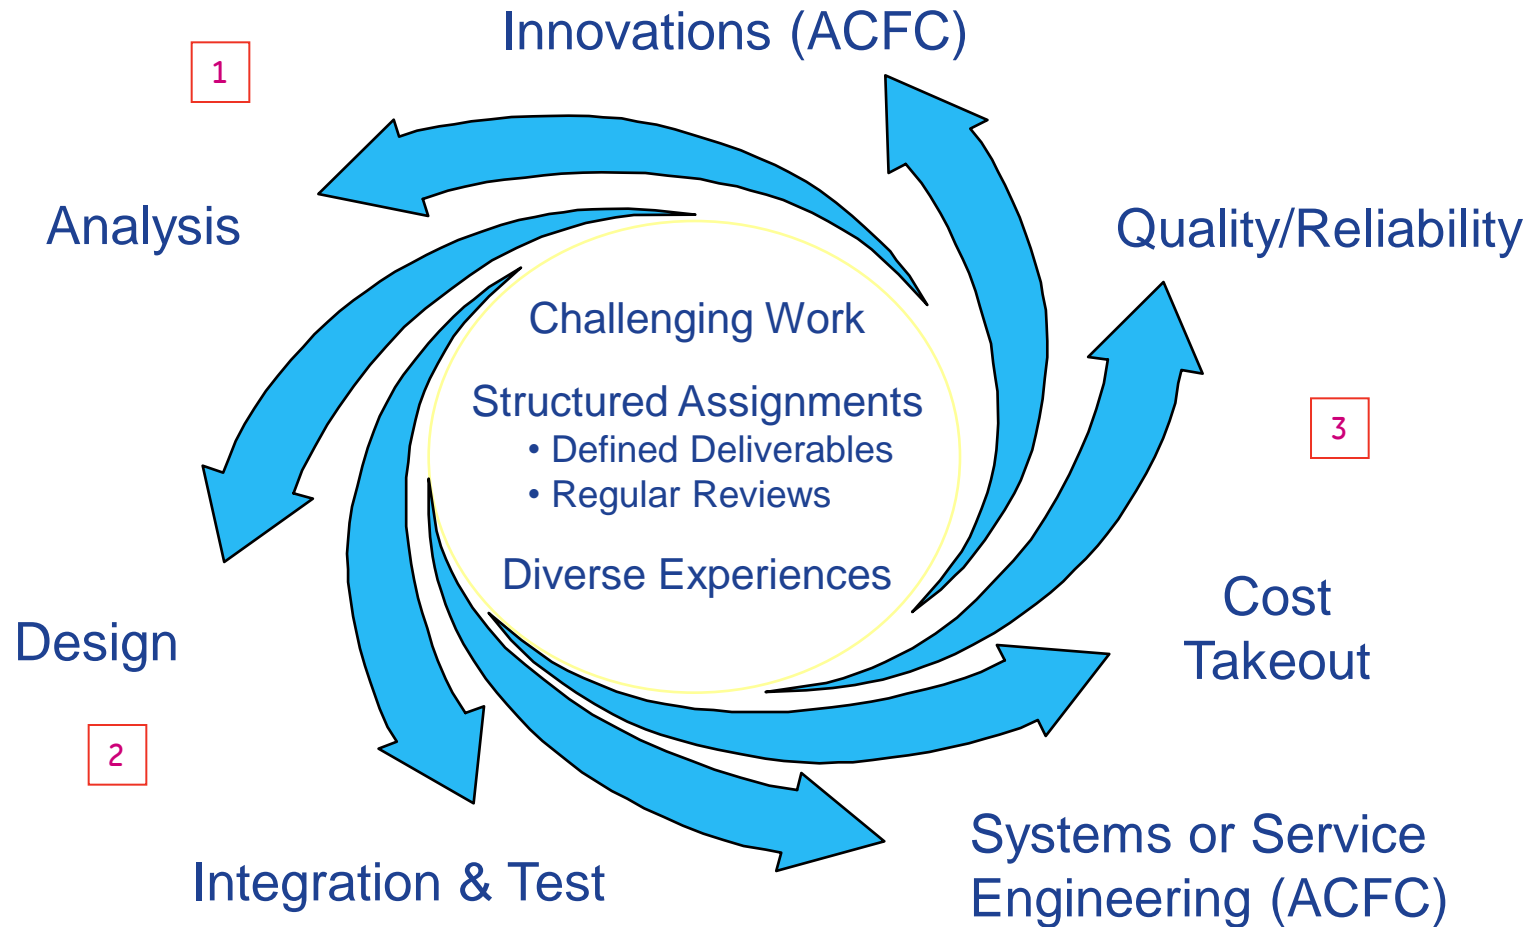 Innovations (ACFC)
1
Analysis
Quality/Reliability
Challenging Work
Structured Assignments
• Defined Deliverables
• Regular Reviews
3
Diverse Experiences
Cost
Takeout
Design
2
Systems or Service
Engineering (ACFC)
Integration & Test